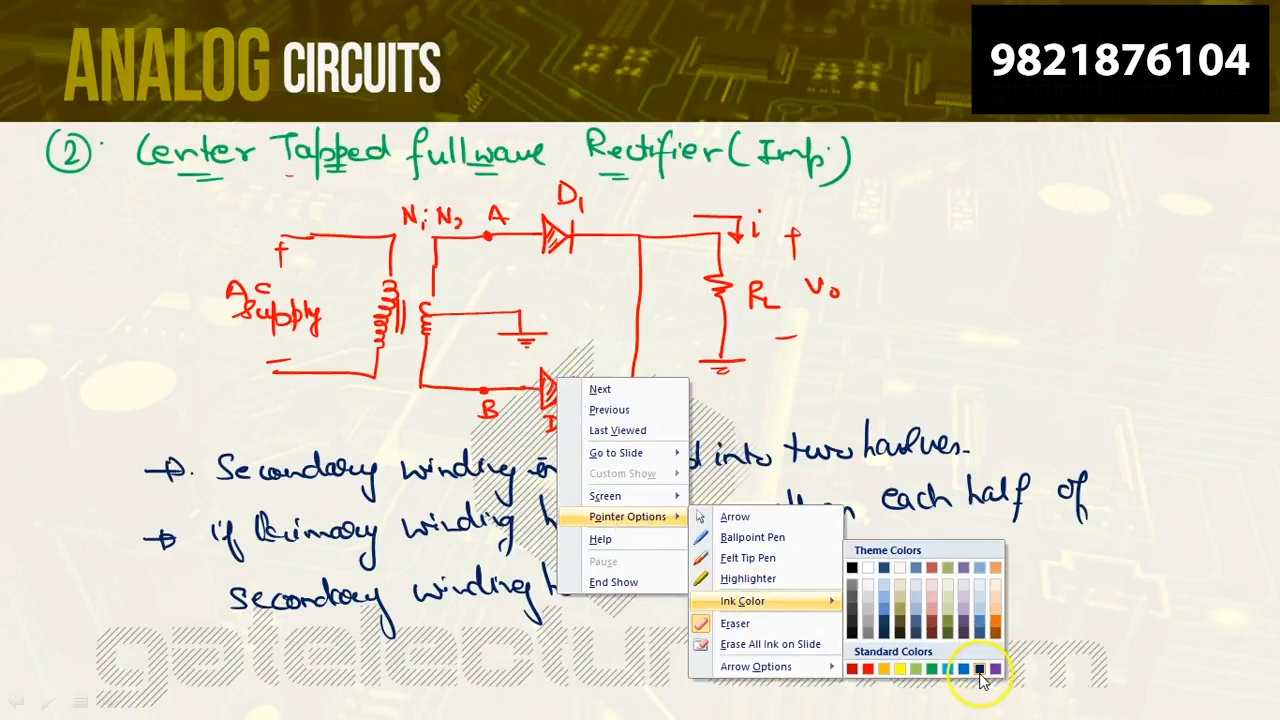 ANALOG CIRCUITS
9821876104
(2). Center Tapped fullwave Rectifier (Imp.)
N1 : N2 A D1 i +
+
AC Supply RL Vo
−
−
B D
→ Secondary winding into two halves.
→ if Primary winding each half of
secondary winding
Next
Previous
Last Viewed
Go to Slide
Custom Show
Screen
Pointer Options
Help
Pause
End Show
Arrow
Ballpoint Pen
Felt Tip Pen
Highlighter
Ink Color
Eraser
Erase All Ink on Slide
Arrow Options
Theme Colors
Standard Colors